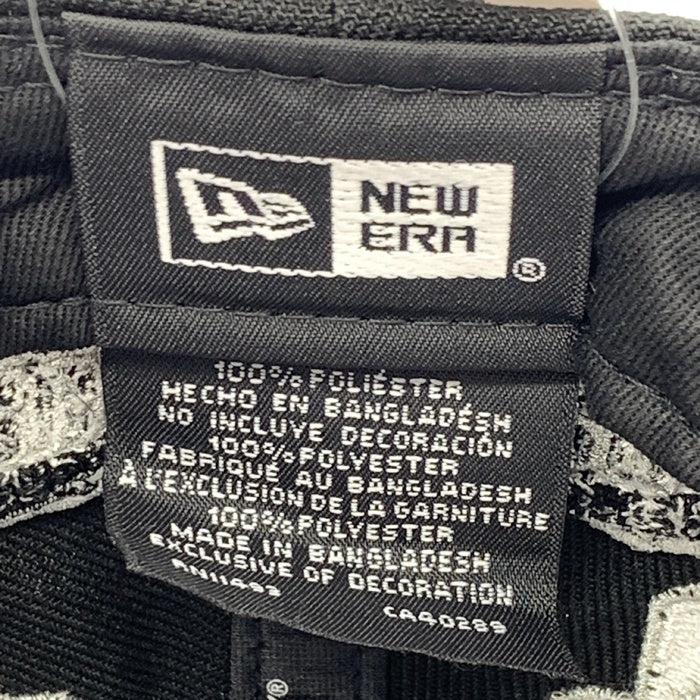 NEW
ERA
®
100% POLIÉSTER
HECHO EN BANGLADÉSH
NO INCLUYE DECORACIÓN
100% POLYESTER
FABRIQUÉ AU BANGLADESH
À L'EXCLUSION DE LA GARNITURE
100% POLYESTER
MADE IN BANGLADESH
EXCLUSIVE OF DECORATION
RN11493 CA40289